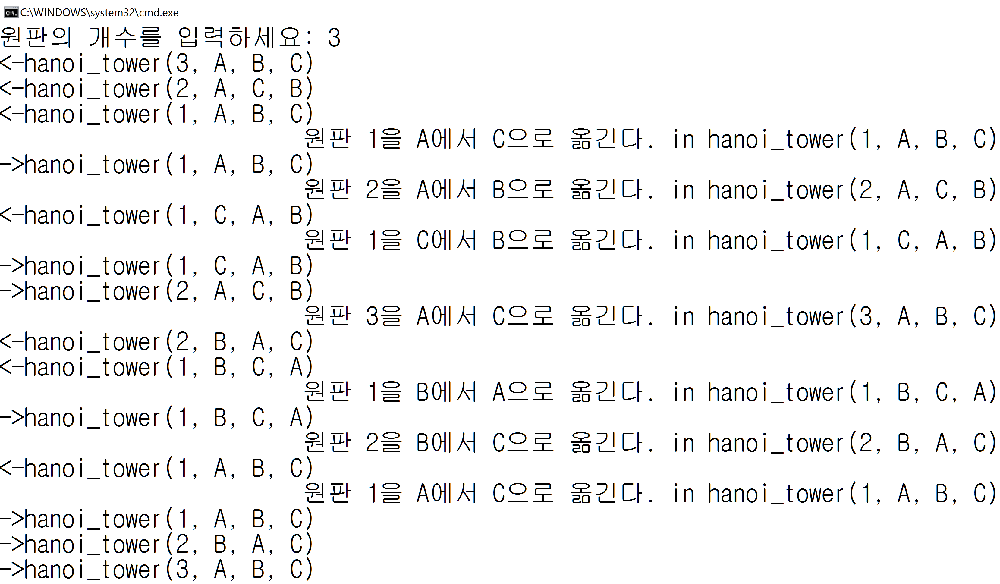 C:\WINDOWS\system32\cmd.exe
원판의 개수를 입력하세요: 3
<-hanoi_tower(3, A, B, C)
<-hanoi_tower(2, A, C, B)
<-hanoi_tower(1, A, B, C)
원판 1을 A에서 C으로 옮긴다. in hanoi_tower(1, A, B, C)
->hanoi_tower(1, A, B, C)
원판 2을 A에서 B으로 옮긴다. in hanoi_tower(2, A, C, B)
<-hanoi_tower(1, C, A, B)
원판 1을 C에서 B으로 옮긴다. in hanoi_tower(1, C, A, B)
->hanoi_tower(1, C, A, B)
->hanoi_tower(2, A, C, B)
원판 3을 A에서 C으로 옮긴다. in hanoi_tower(3, A, B, C)
<-hanoi_tower(2, B, A, C)
<-hanoi_tower(1, B, C, A)
원판 1을 B에서 A으로 옮긴다. in hanoi_tower(1, B, C, A)
->hanoi_tower(1, B, C, A)
원판 2을 B에서 C으로 옮긴다. in hanoi_tower(2, B, A, C)
<-hanoi_tower(1, A, B, C)
원판 1을 A에서 C으로 옮긴다. in hanoi_tower(1, A, B, C)
->hanoi_tower(1, A, B, C)
->hanoi_tower(2, B, A, C)
->hanoi_tower(3, A, B, C)